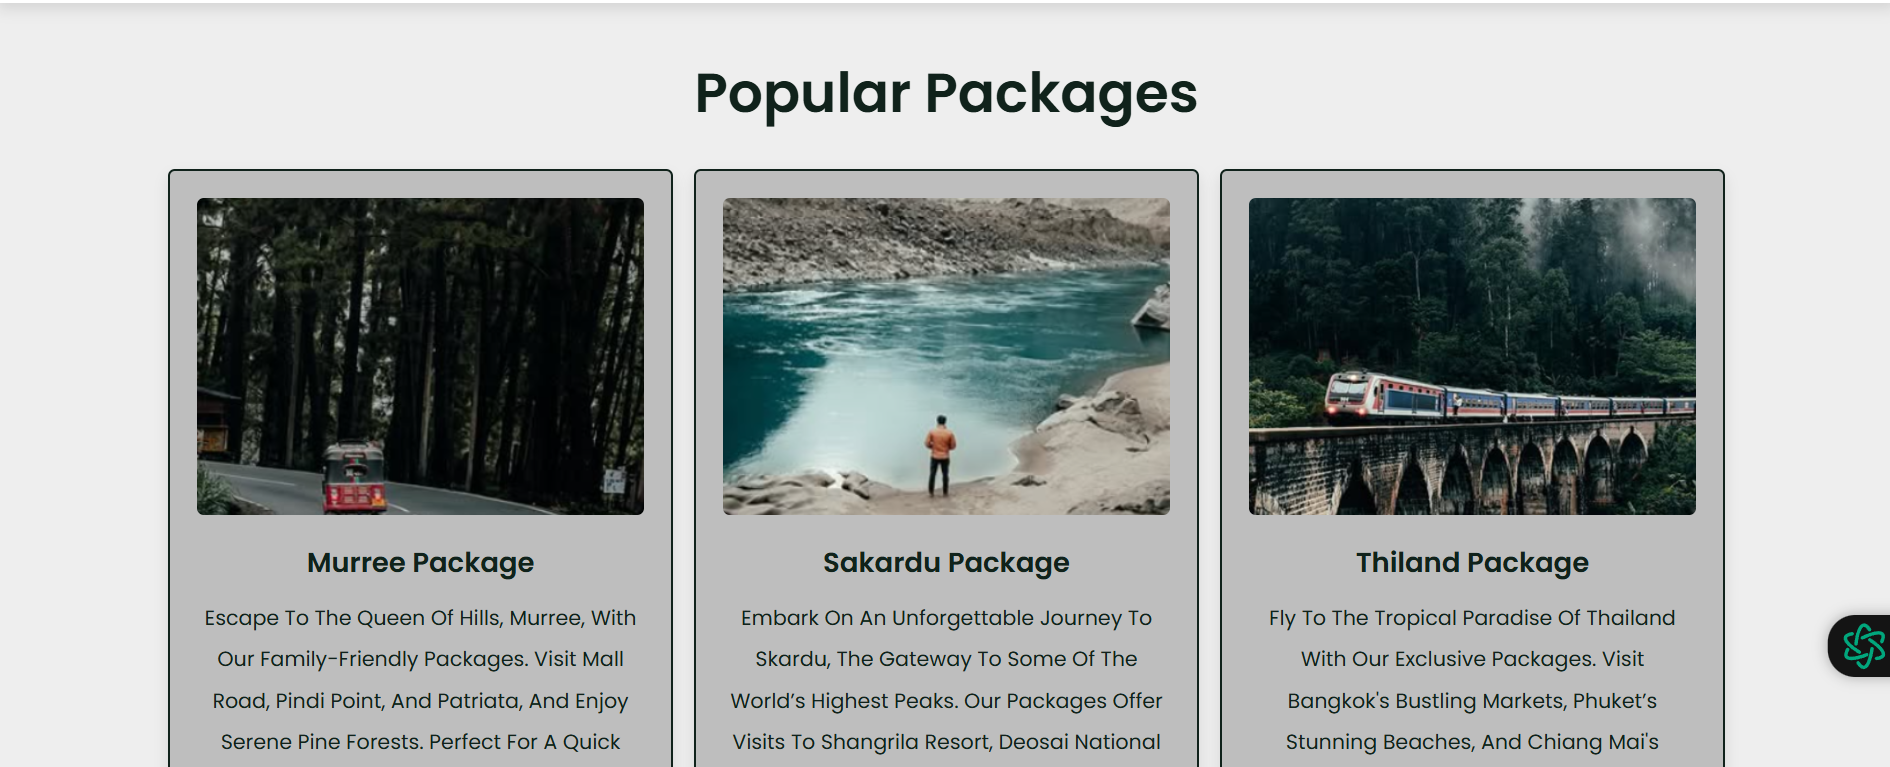 Popular Packages
Murree Package
Escape To The Queen Of Hills, Murree, With
Our Family-Friendly Packages. Visit Mall
Road, Pindi Point, And Patriata, And Enjoy
Serene Pine Forests. Perfect For A Quick
Sakardu Package
Embark On An Unforgettable Journey To
Skardu, The Gateway To Some Of The
World’s Highest Peaks. Our Packages Offer
Visits To Shangrila Resort, Deosai National
Thiland Package
Fly To The Tropical Paradise Of Thailand
With Our Exclusive Packages. Visit
Bangkok's Bustling Markets, Phuket’s
Stunning Beaches, And Chiang Mai's